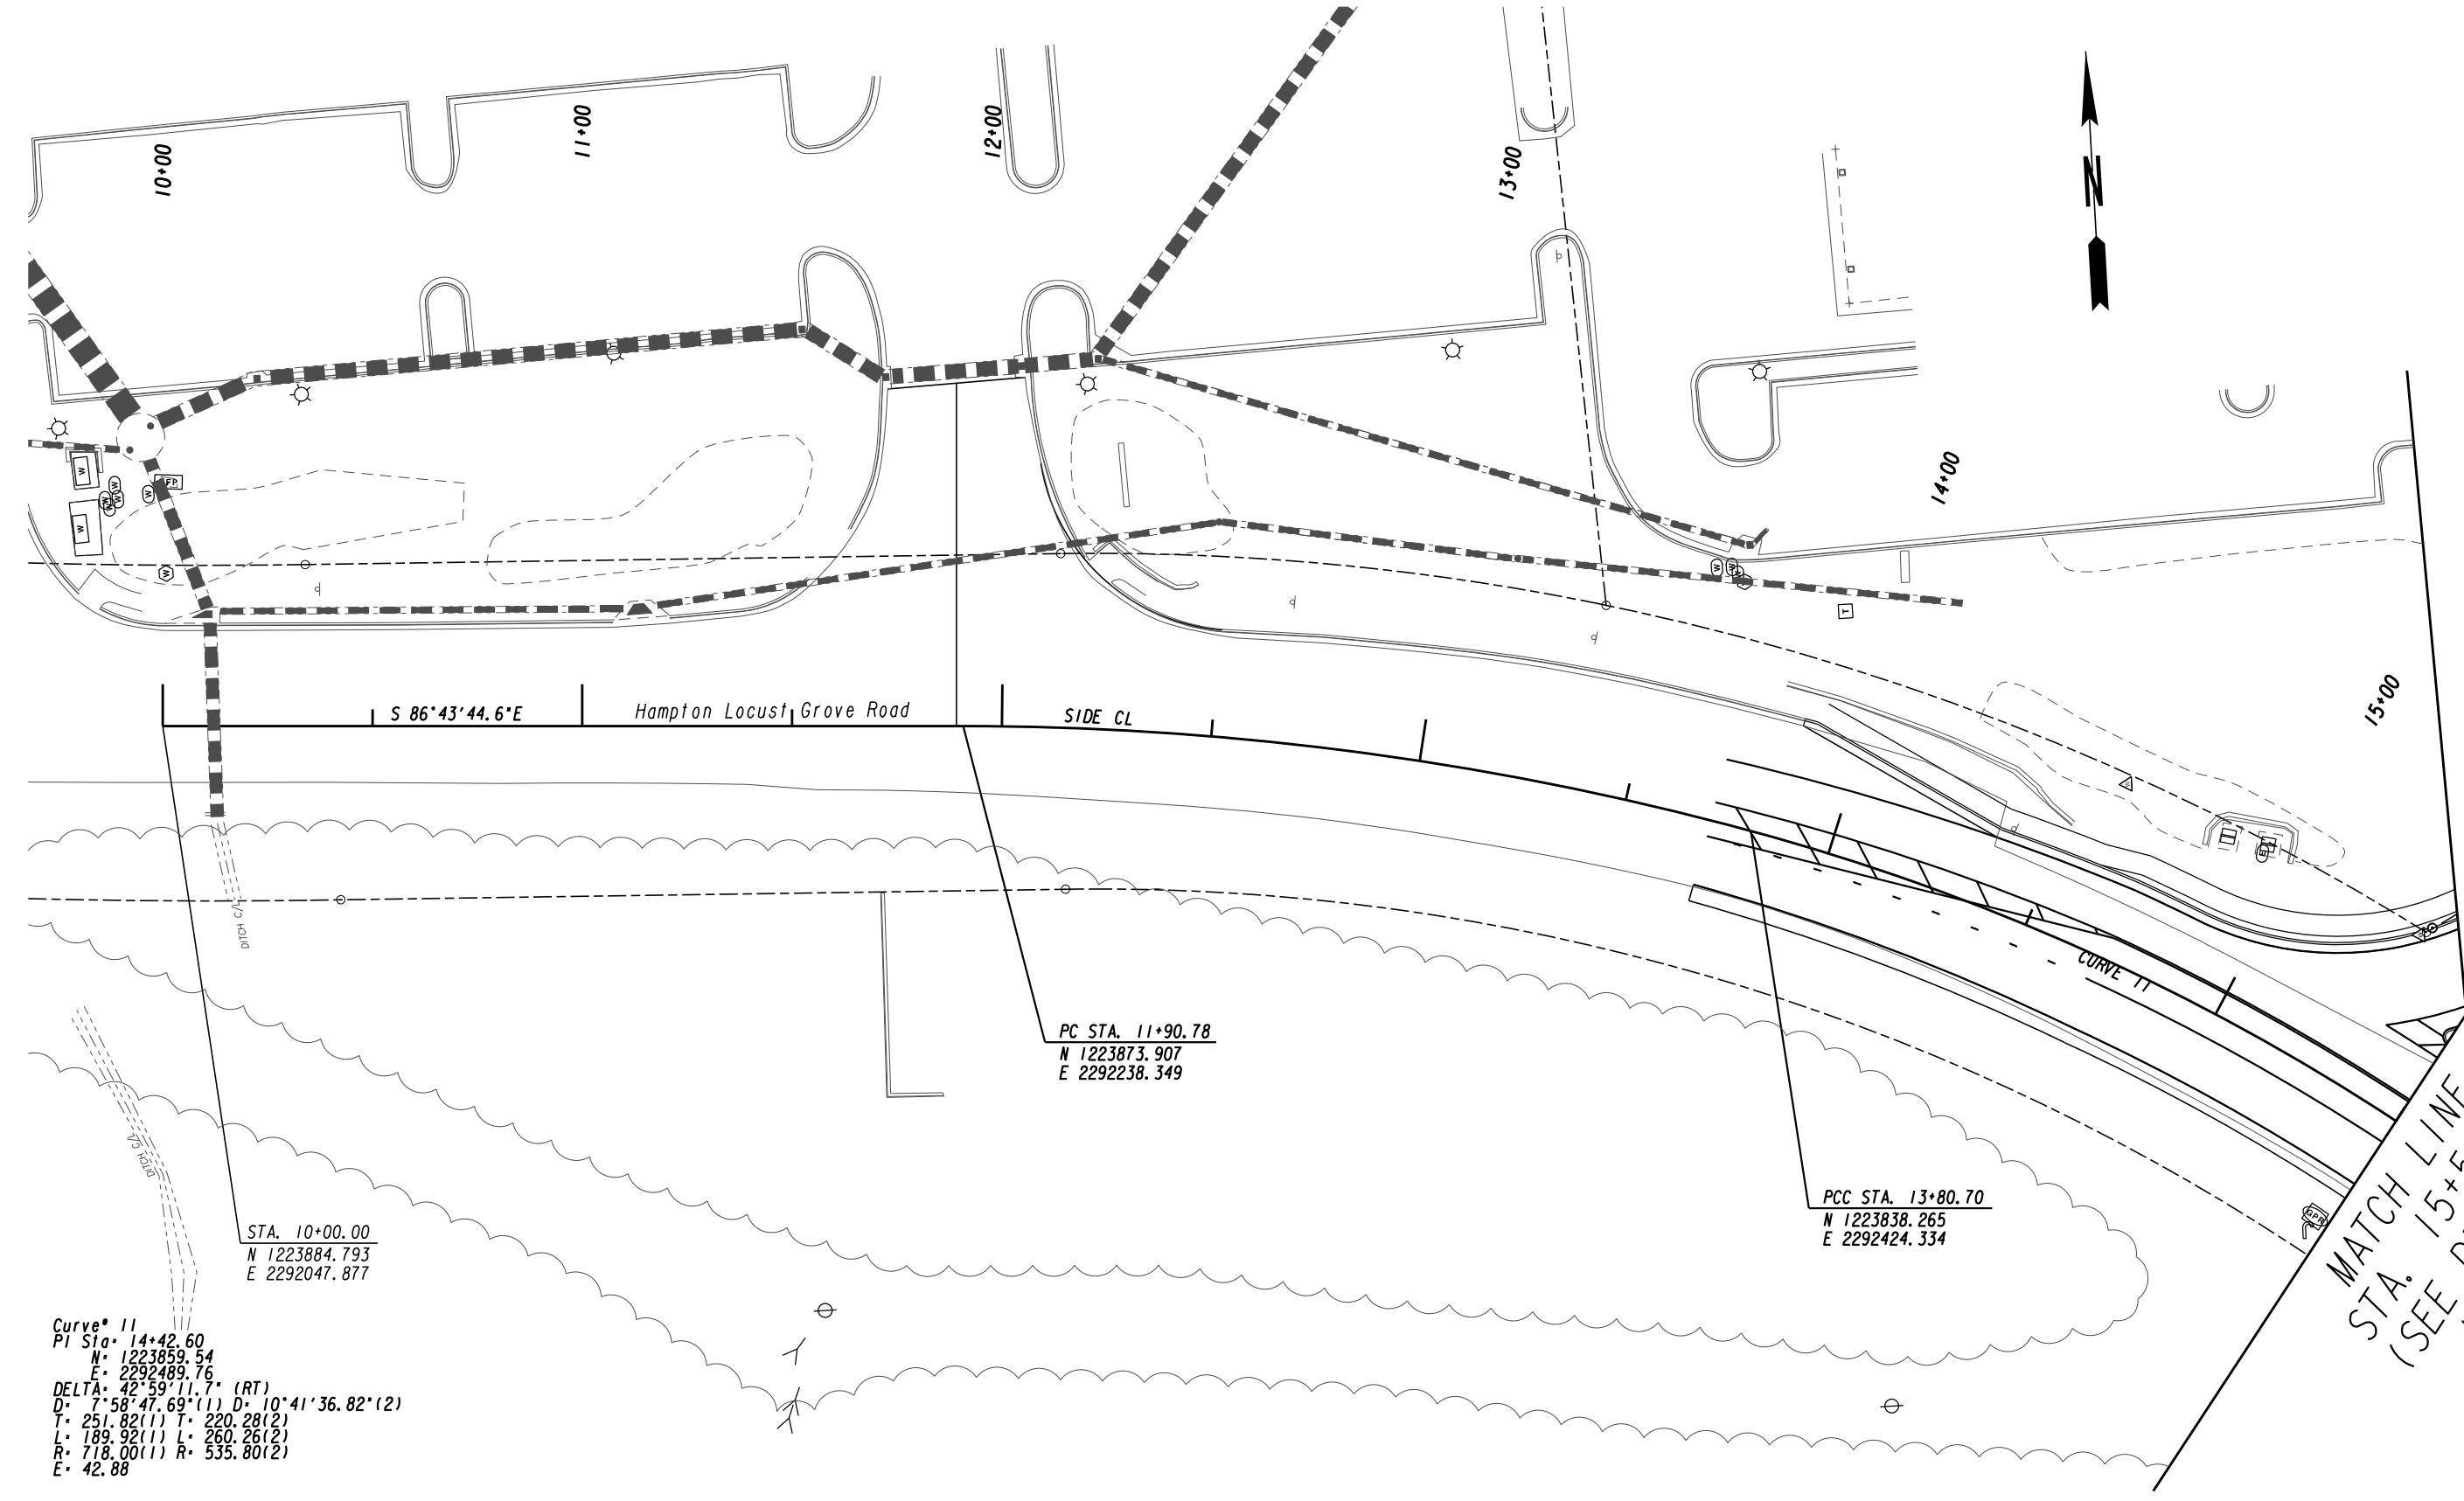 10+00
11+00
12+00
13+00
14+00
15+00
N
W
W
W
W
W
W
W
FP
W
W
W
T
E
S 86°43'44.6"E
Hampton Locust Grove Road
SIDE CL
CURVE 11
DITCH C/L
DITCH C/L
PC STA. 11+90.78
N 1223873.907
E 2292238.349
PCC STA. 13+80.70
N 1223838.265
E 2292424.334
STA. 10+00.00
N 1223884.793
E 2292047.877
GPR
MATCH LINE
STA. 15+5
(SEE
Curve# 11
PI Sta= 14+42.60
N= 1223859.54
E= 2292489.76
DELTA= 42°59'11.7" (RT)
D= 7°58'47.69"(1) D= 10°41'36.82"(2)
T= 251.82(1) T= 220.28(2)
L= 189.92(1) L= 260.26(2)
R= 718.00(1) R= 535.80(2)
E= 42.88